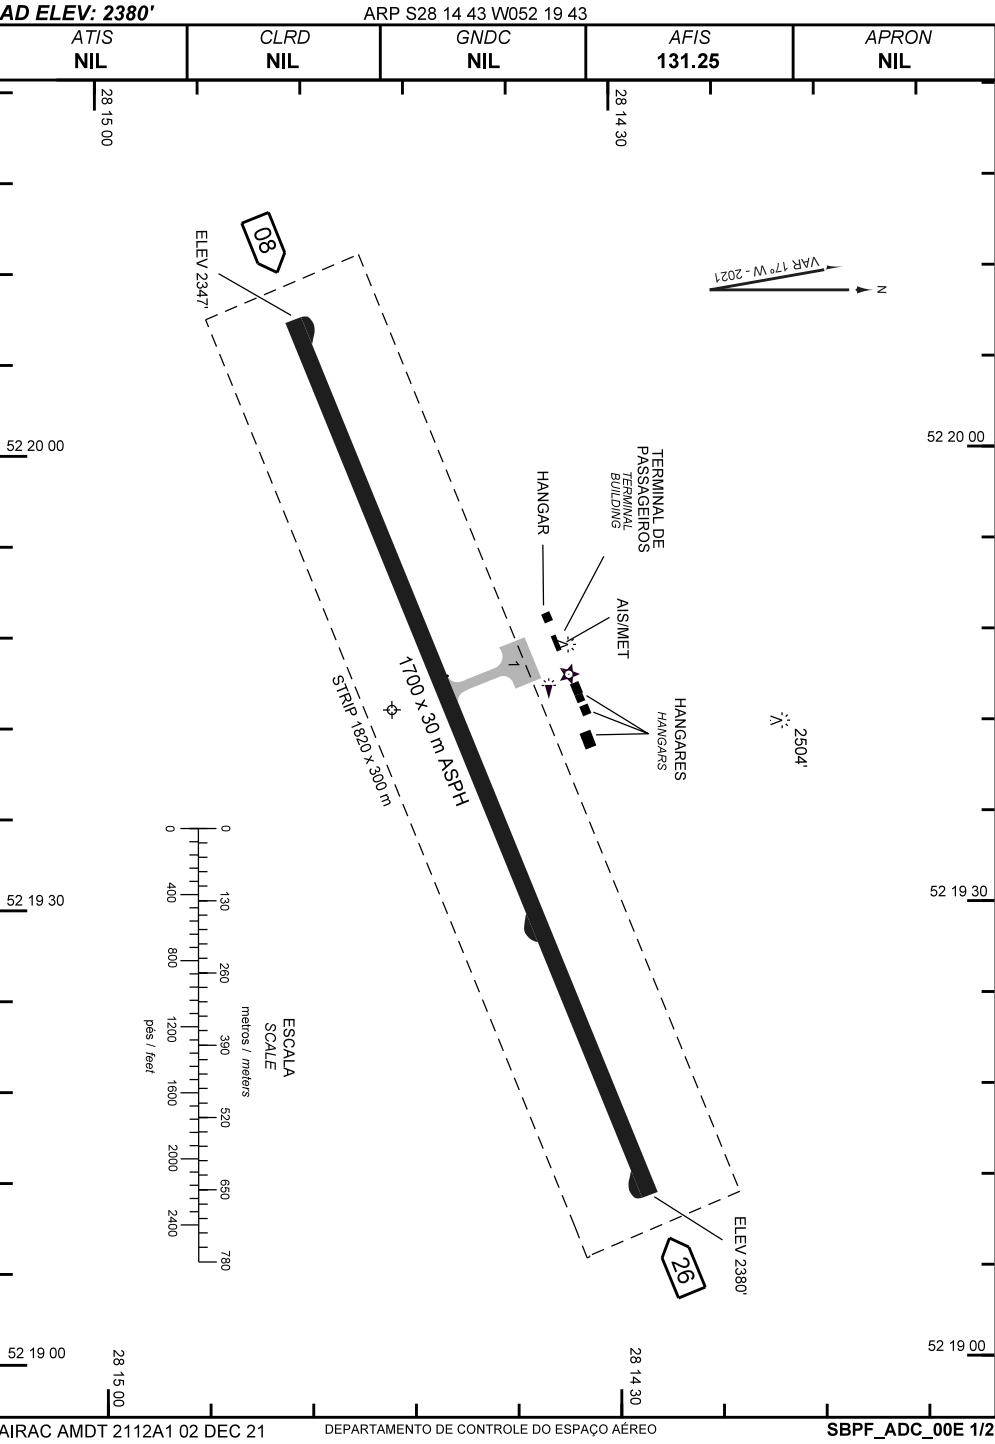 AD ELEV: 2380'
ARP S28 14 43 W052 19 43
ATIS
NIL
CLRD
NIL
GNDC
NIL
AFIS
131.25
APRON
NIL
28 15 00
28 14 30
08
ELEV 2347'
VAR 17º W - 2021
N
52 20 00
52 20 00
TERMINAL DE
PASSAGEIROS
TERMINAL
BUILDING
HANGAR
AIS/MET
1
HANGARES
HANGARS
2504'
1700 x 30 m ASPH
STRIP 1820 x 300 m
52 19 30
52 19 30
ESCALA
SCALE
metros / meters
0 130 260 390 520 650 780
0 400 800 1200 1600 2000 2400
pés / feet
ELEV 2380'
26
52 19 00
52 19 00
28 15 00
28 14 30
AIRAC AMDT 2112A1 02 DEC 21
DEPARTAMENTO DE CONTROLE DO ESPAÇO AÉREO
SBPF_ADC_00E 1/2